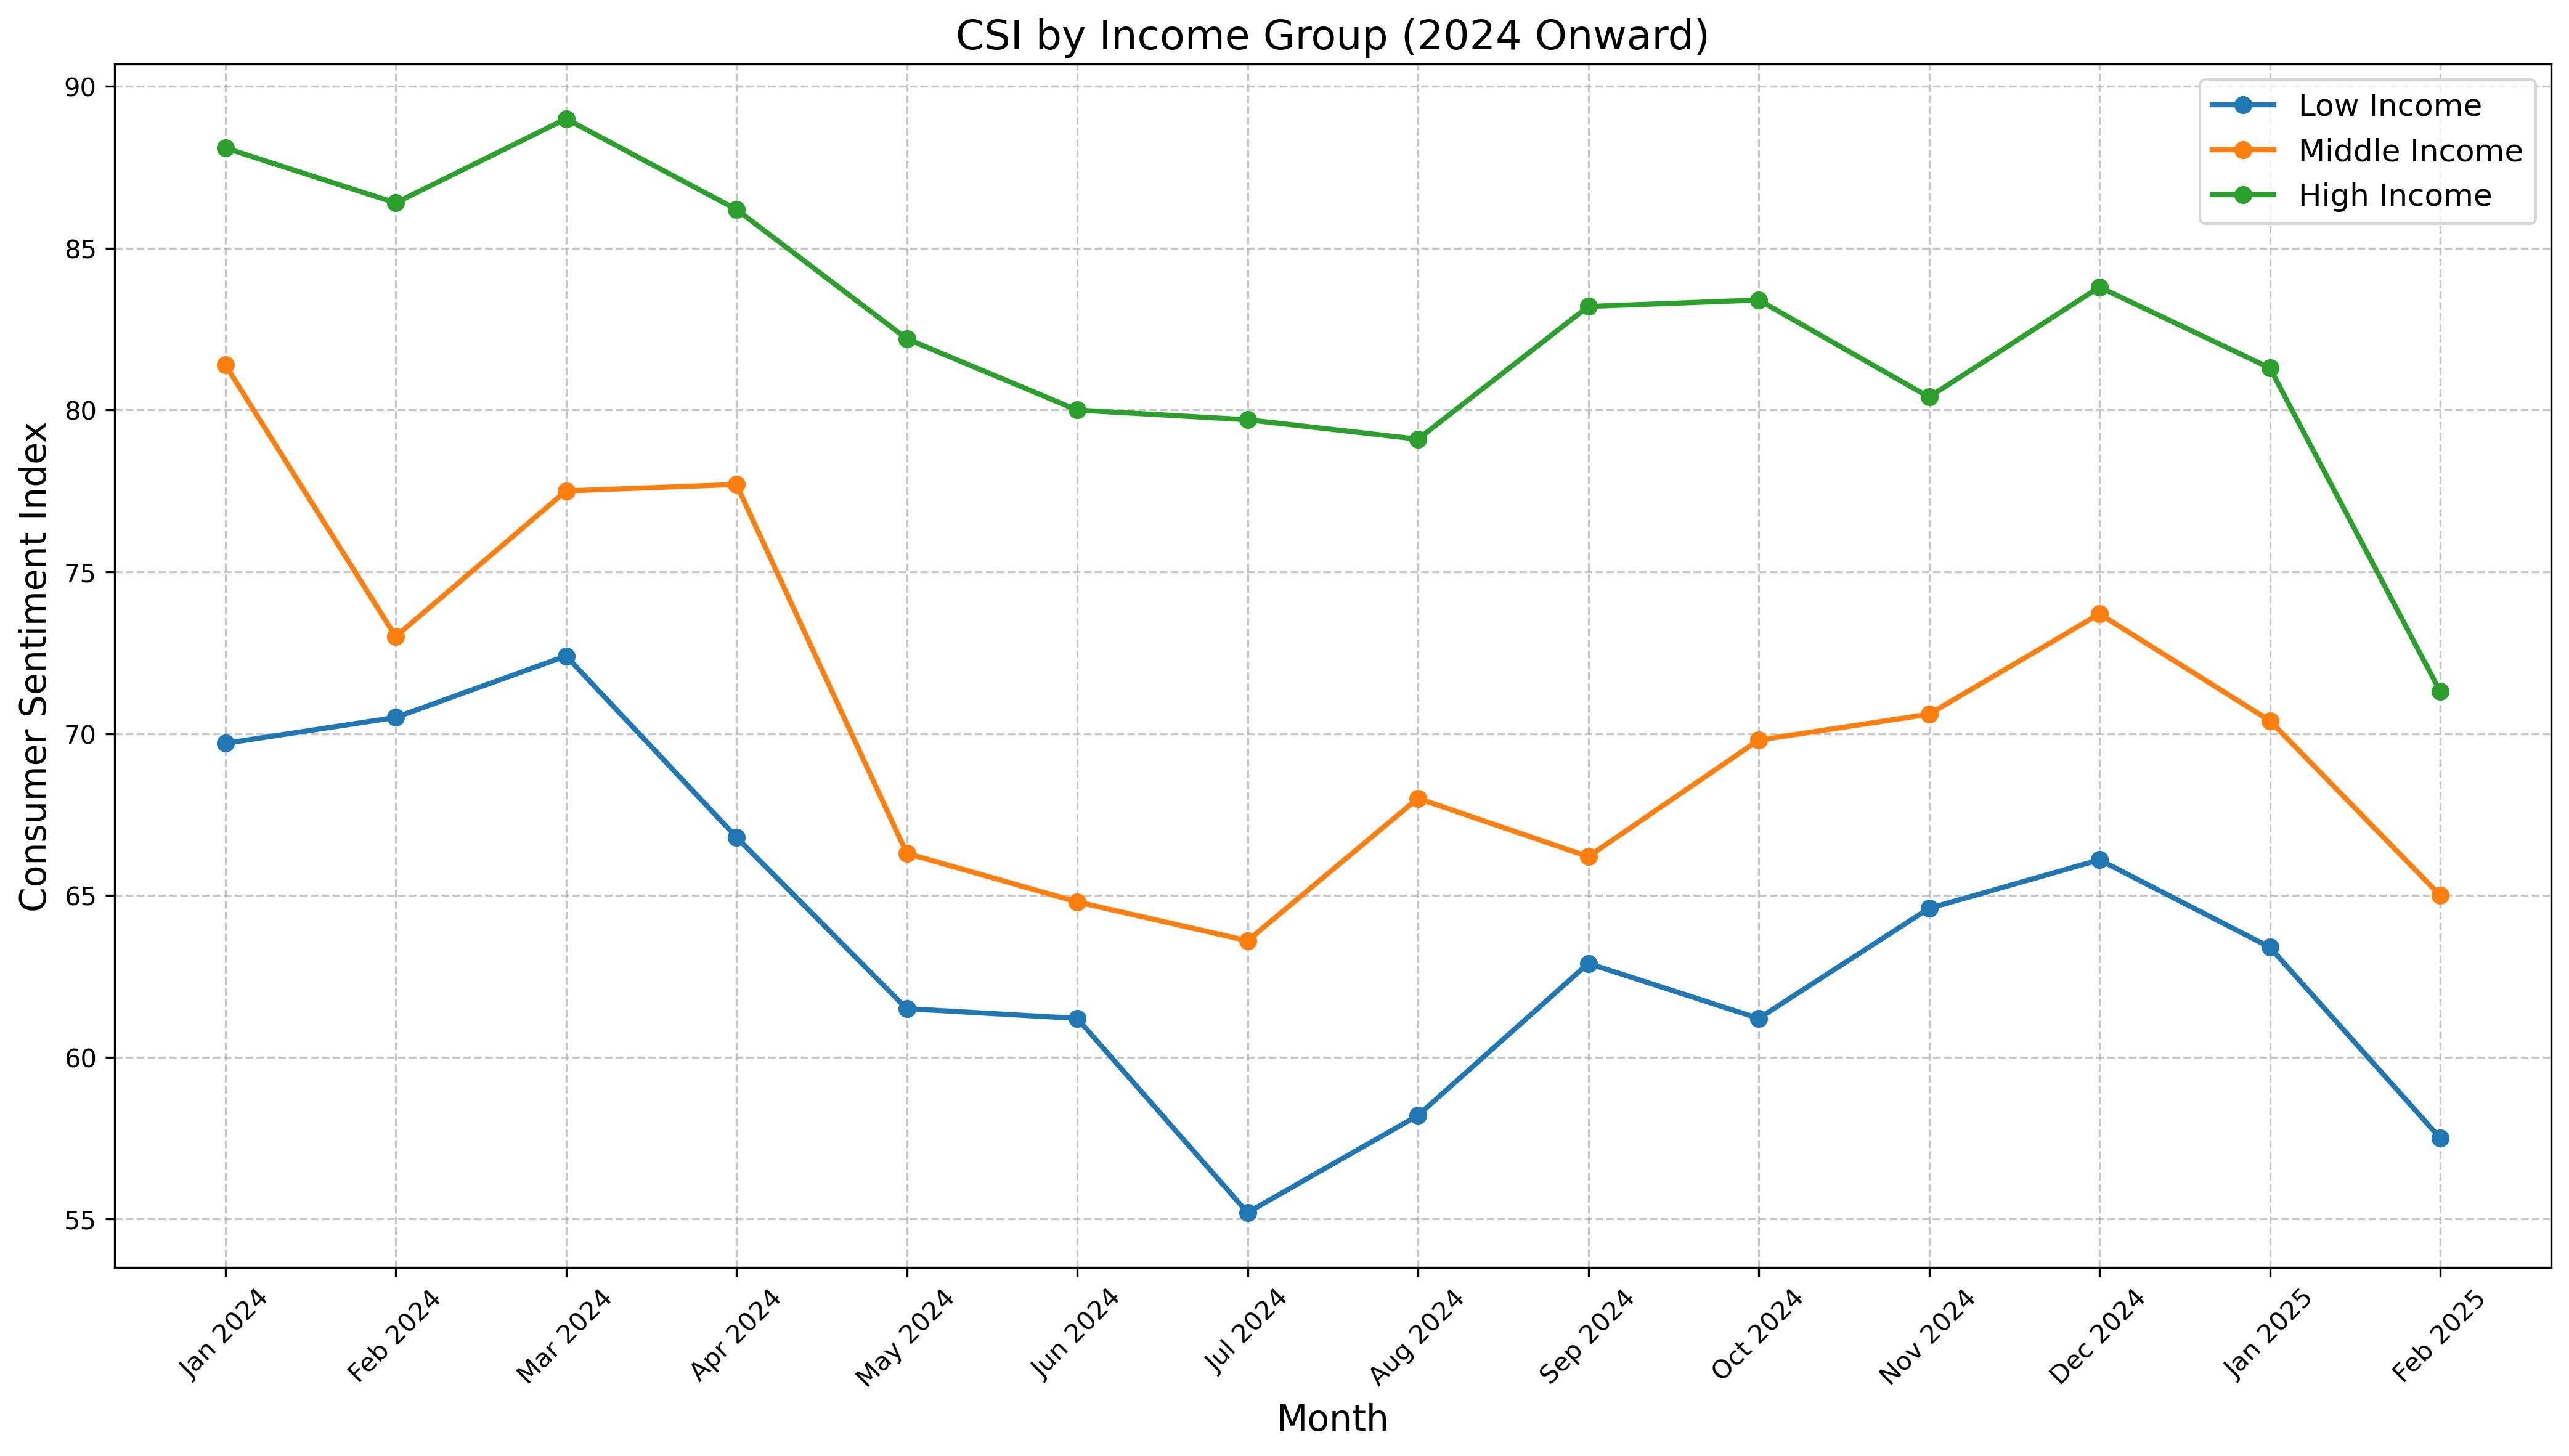 CSI by Income Group (2024 Onward)
Low Income
Middle Income
High Income
Consumer Sentiment Index
90
85
80
75
70
65
60
55
Jan 2024
Feb 2024
Mar 2024
Apr 2024
May 2024
Jun 2024
Jul 2024
Aug 2024
Sep 2024
Oct 2024
Nov 2024
Dec 2024
Jan 2025
Feb 2025
Month